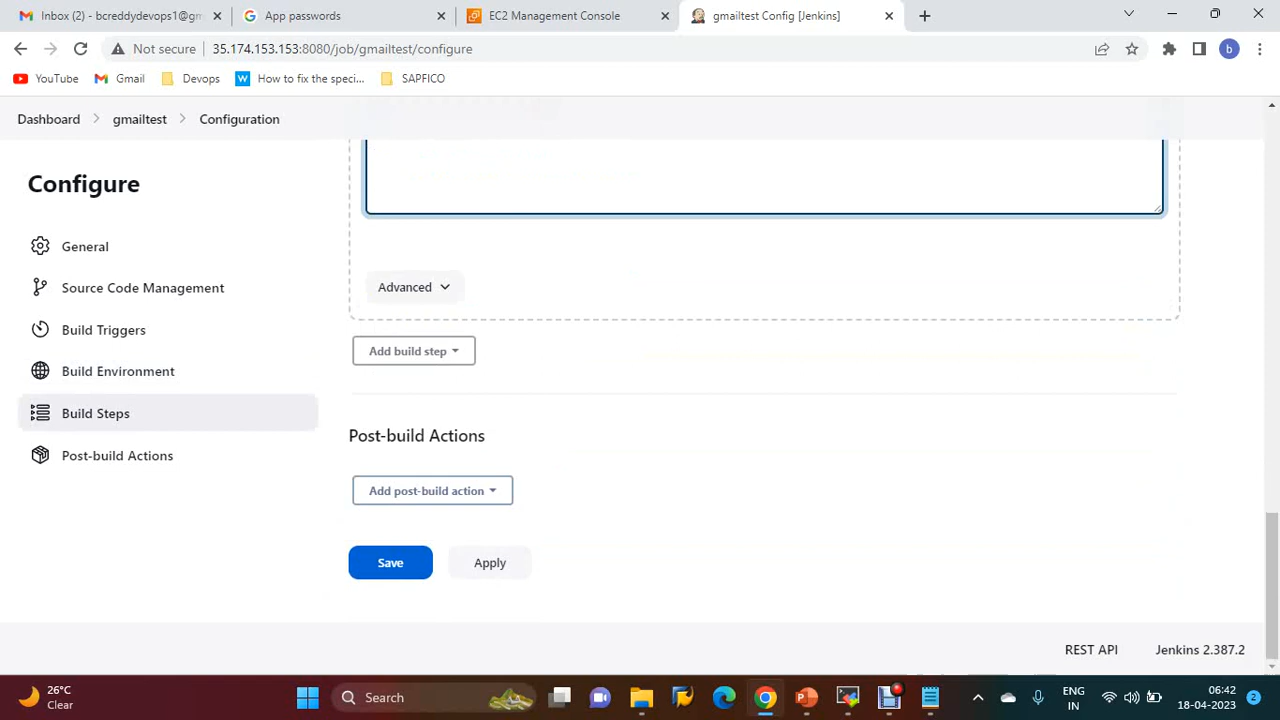 Inbox (2) - bcreddydevops1@gm
App passwords
EC2 Management Console
gmailtest Config [Jenkins]
Not secure
35.174.153.153:8080/job/gmailtest/configure
b
YouTube
Gmail
Devops
W
How to fix the speci...
SAPFICO
Dashboard
gmailtest
Configuration
Configure
General
Source Code Management
Build Triggers
Build Environment
Build Steps
Post-build Actions
Advanced
Add build step
Post-build Actions
Add post-build action
Save
Apply
REST API
Jenkins 2.387.2
26°C
Clear
Search
ENG
IN
06:42
18-04-2023
2